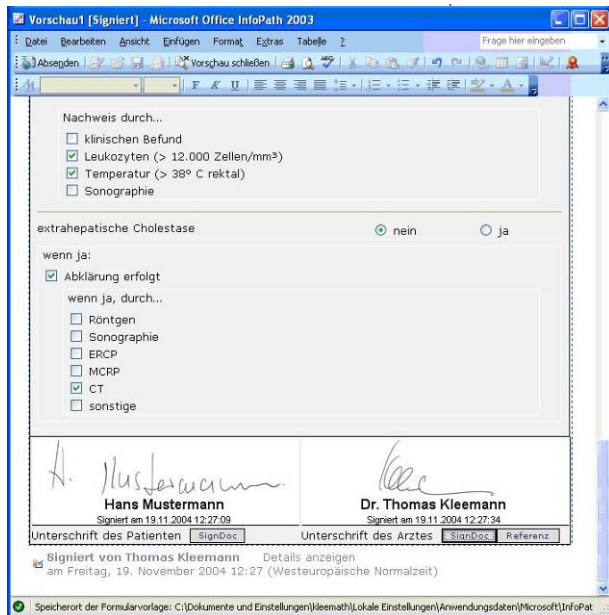 Vorschau1 [Signiert] - Microsoft Office InfoPath 2003
Datei Bearbeiten Ansicht Einfügen Format Extras Tabelle ? Frage hier eingeben
Absenden Vorschau schließen
F K U
Nachweis durch...
klinischen Befund
Leukozyten (> 12.000 Zellen/mm³)
Temperatur (> 38º C rektal)
Sonographie
extrahepatische Cholestase nein ja
wenn ja:
Abklärung erfolgt
wenn ja, durch...
Röntgen
Sonographie
ERCP
MCRP
CT
sonstige
H. Mustermann
Hans Mustermann Dr. Thomas Kleemann
Signiert am 19.11.2004 12:27:09 Signiert am 19.11.2004 12:27:34
Unterschrift des Patienten SignDoc Unterschrift des Arztes SignDoc Referenz
Signiert von Thomas Kleemann Details anzeigen
am Freitag, 19. November 2004 12:27 (Westeuropäische Normalzeit)
Speicherort der Formularvorlage: C:\Dokumente und Einstellungen\kleemath\Lokale Einstellungen\Anwendungsdaten\Microsoft\InfoPat